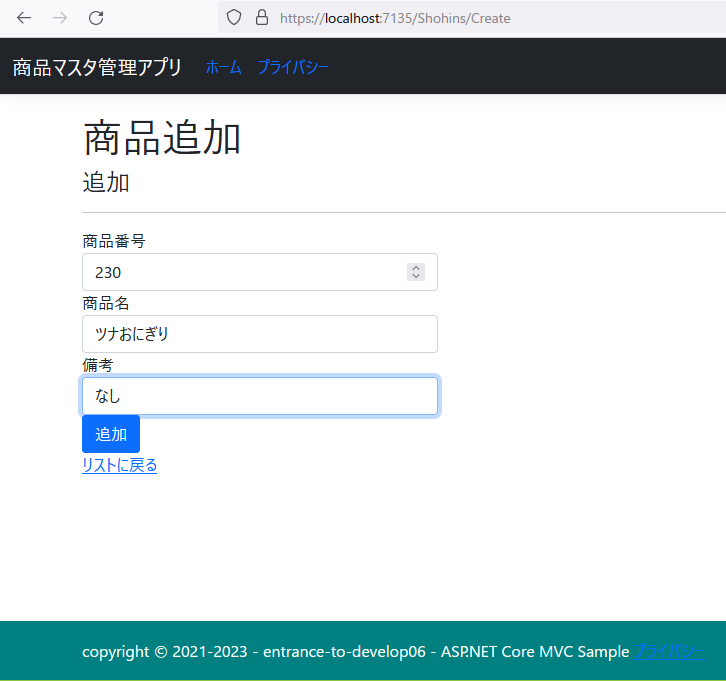 https://localhost:7135/Shohins/Create
商品マスタ管理アプリ ホーム プライバシー
商品追加
追加
商品番号
230
商品名
ツナおにぎり
備考
なし
追加
リストに戻る
copyright © 2021-2023 - entrance-to-develop06 - ASP.NET Core MVC Sample プライバシー